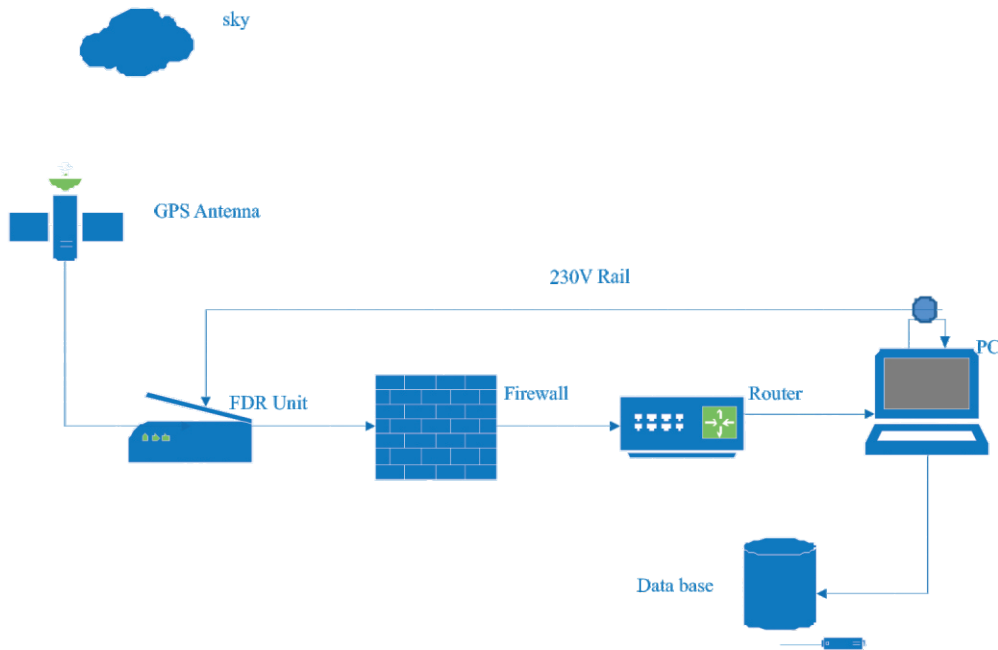 sky
GPS Antenna
230V Rail
PC
FDR Unit
Firewall
Router
Data base